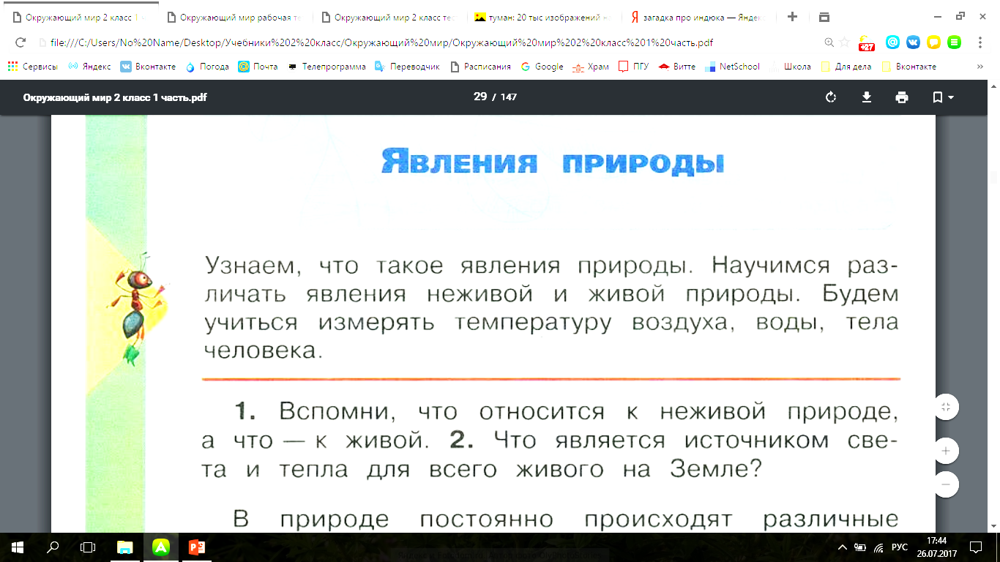 Окружающий мир 2 класс 1 ч
Окружающий мир рабочая те
Окружающий мир 2 класс тес
туман: 20 тыс изображений н
загадка про индюка — Яндек
file:///C:/Users/No%20Name/Desktop/Учебники%202%20класс/Окружающий%20мир/Окружающий%20мир%202%20класс%201%20часть.pdf
+27
Сервисы Яндекс Вконтакте Погода Почта Телепрограмма Переводчик Расписания Google Храм ПГУ Витте NetSchool Школа Для дела Вконтакте »
Окружающий мир 2 класс 1 часть.pdf 29 / 147
Явления природы
Узнаем, что такое явления природы. Научимся раз-
личать явления неживой и живой природы. Будем
учиться измерять температуру воздуха, воды, тела
человека.
1. Вспомни, что относится к неживой природе,
а что — к живой. 2. Что является источником све-
та и тепла для всего живого на Земле?
В природе постоянно происходят различные
РУС
17:44
26.07.2017